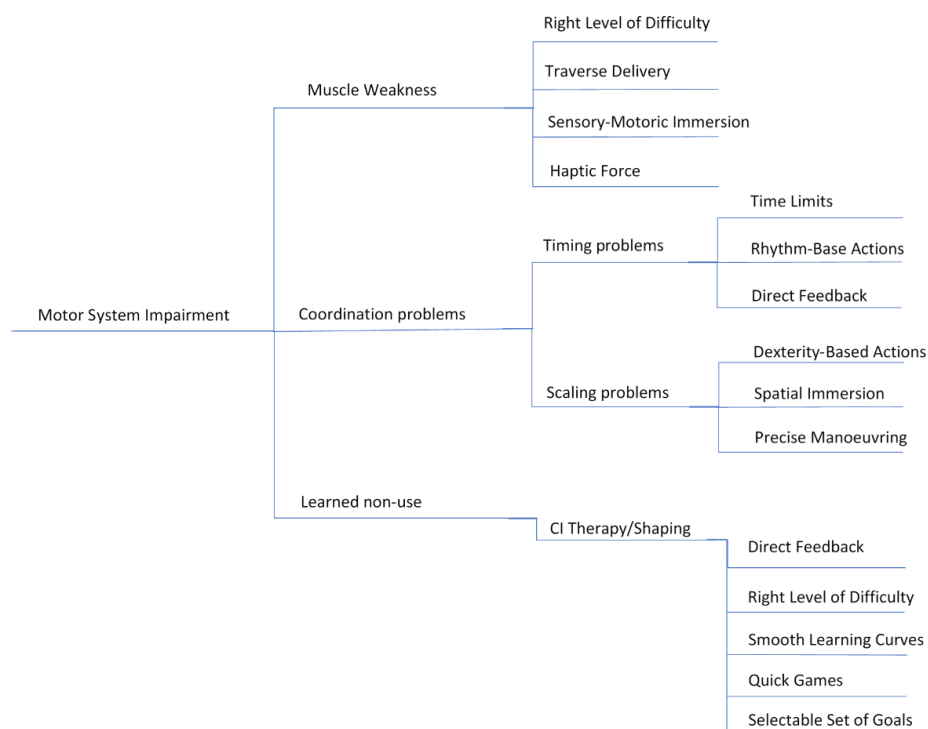 Right Level of Difficulty
Traverse Delivery
Muscle Weakness
Sensory-Motoric Immersion
Haptic Force
Time Limits
Timing problems
Rhythm-Base Actions
Direct Feedback
Motor System Impairment
Coordination problems
Dexterity-Based Actions
Scaling problems
Spatial Immersion
Precise Manoeuvring
Learned non-use
CI Therapy/Shaping
Direct Feedback
Right Level of Difficulty
Smooth Learning Curves
Quick Games
Selectable Set of Goals